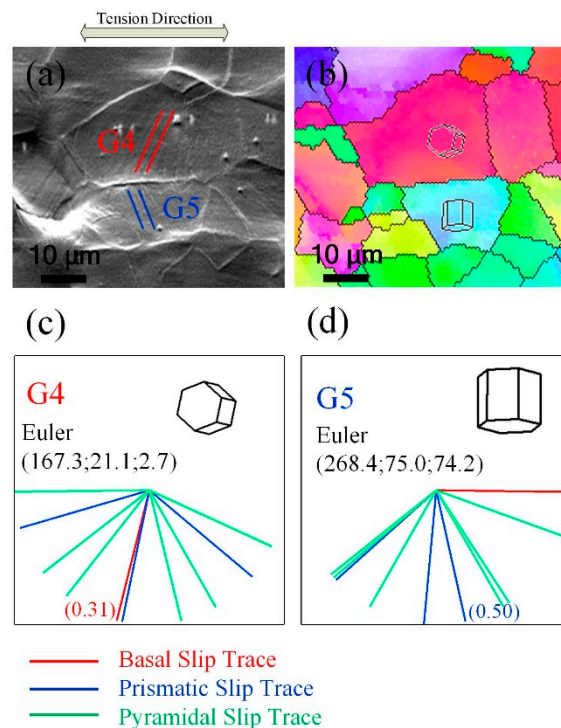 Tension Direction
(a)
(b)
G4
G5
10 μm
10 μm
(c)
(d)
G4
Euler
(167.3;21.1;2.7)
(0.31)
G5
Euler
(268.4;75.0;74.2)
(0.50)
Basal Slip Trace
Prismatic Slip Trace
Pyramidal Slip Trace